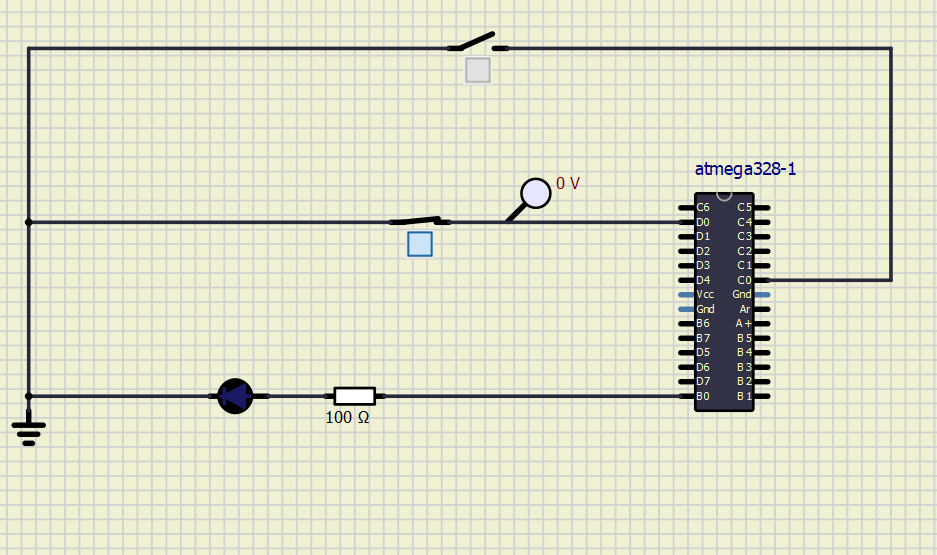 0 V
atmega328-1
C6 C5
D0 C4
D1 C3
D2 C2
D3 C1
D4 C0
Vcc Gnd
Gnd Ar
B6 A+
B7 B5
D5 B4
D6 B3
D7 B2
B0 B1
100 Ω